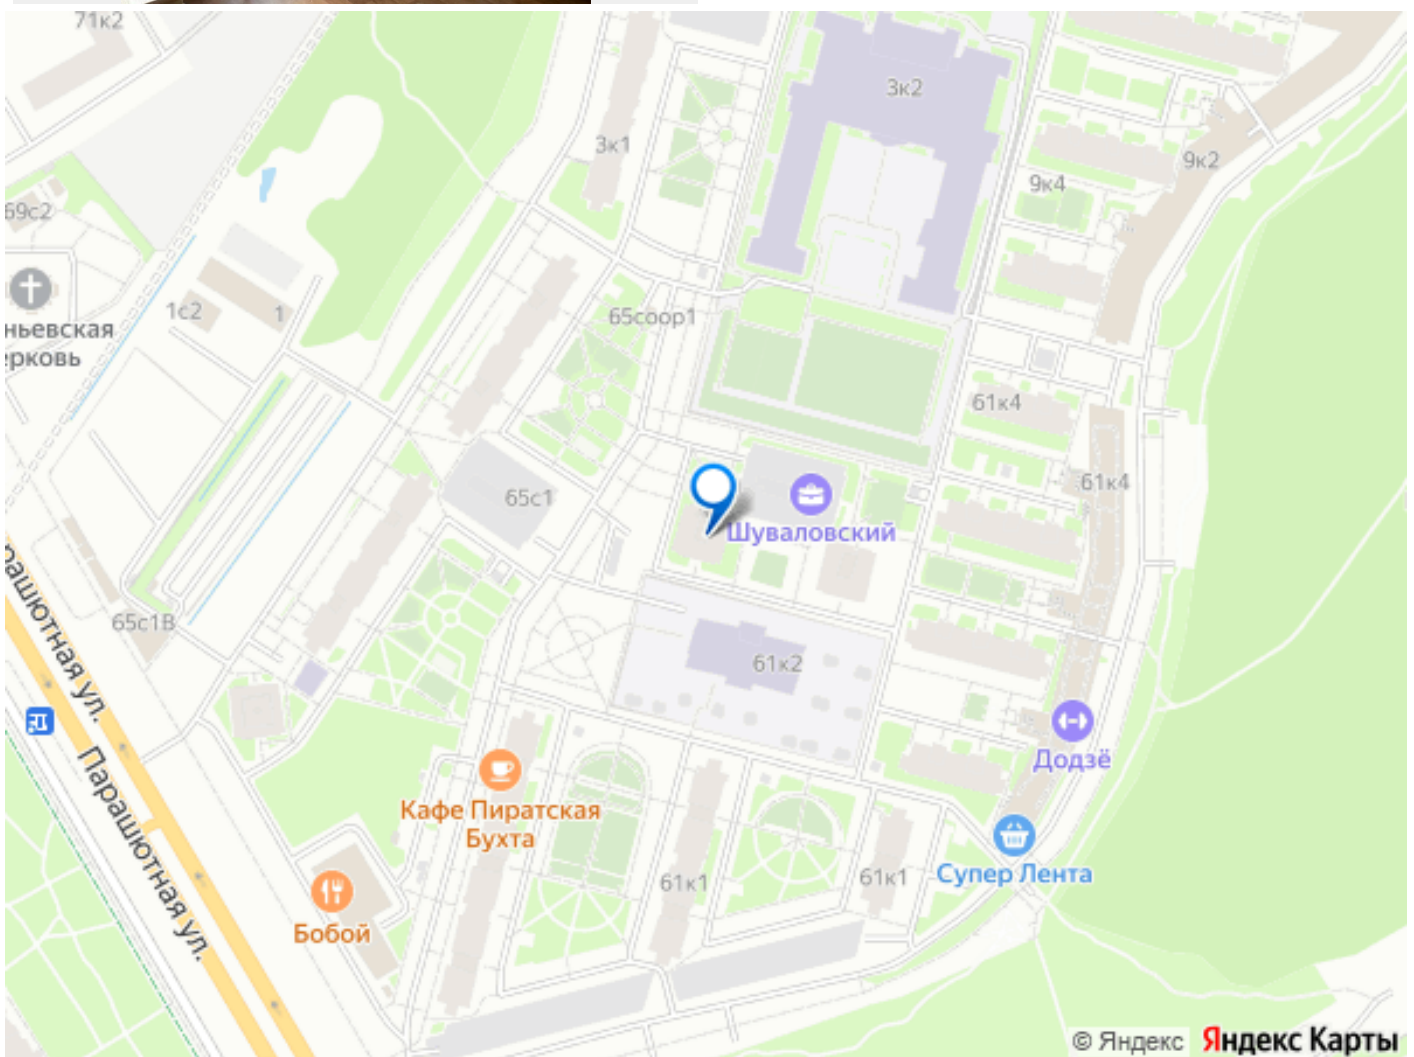 71к2
3к2
3к1
9к2
9к4
69с2
ньевская
ерковь
1с2
1
65соор1
61к4
61к4
65с1
Шуваловский
65с1В
61к2
Парашютная ул.
Парашютная ул.
Додзё
Кафе Пиратская
Бухта
Супер Лента
61к1
61к1
Бобой
© Яндекс Яндекс Карты